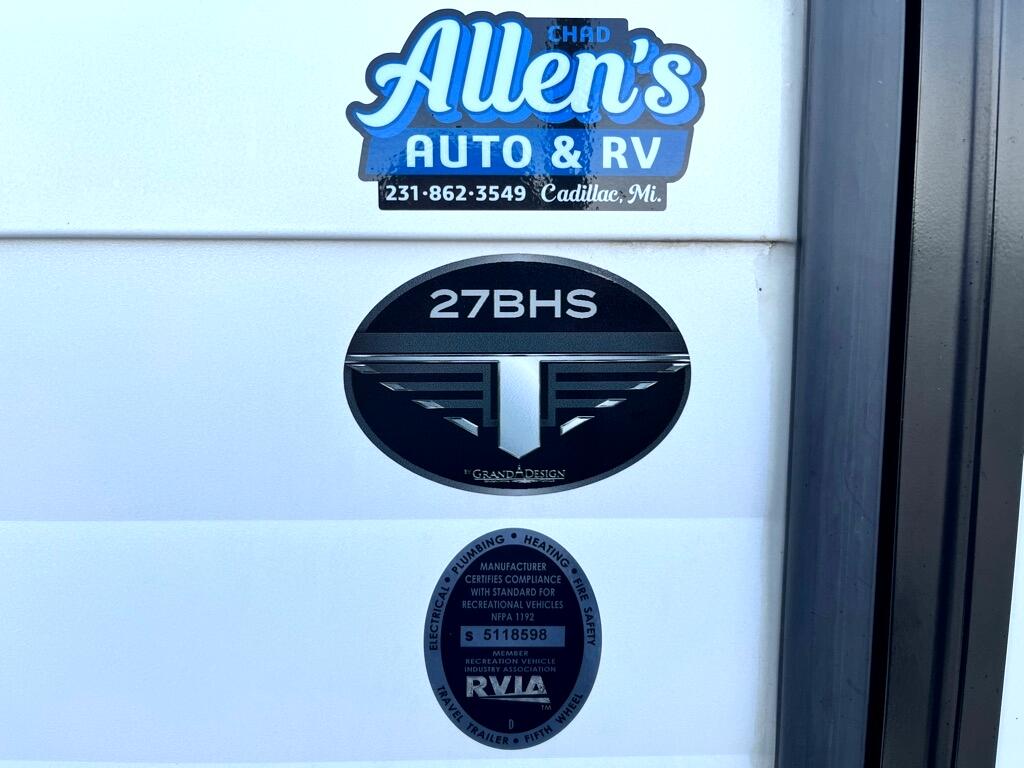 CHAD
Allen's
AUTO & RV
231·862·3549 Cadillac, Mi.
27BHS
T
BY GRAND DESIGN
ELECTRICAL • PLUMBING • HEATING • FIRE SAFETY
MANUFACTURER
CERTIFIES COMPLIANCE
WITH STANDARD FOR
RECREATIONAL VEHICLES
NFPA 1192
S 5118598
MEMBER
RECREATION VEHICLE
INDUSTRY ASSOCIATION
RVIA
TM
D
TRAVEL TRAILER • FIFTH WHEEL